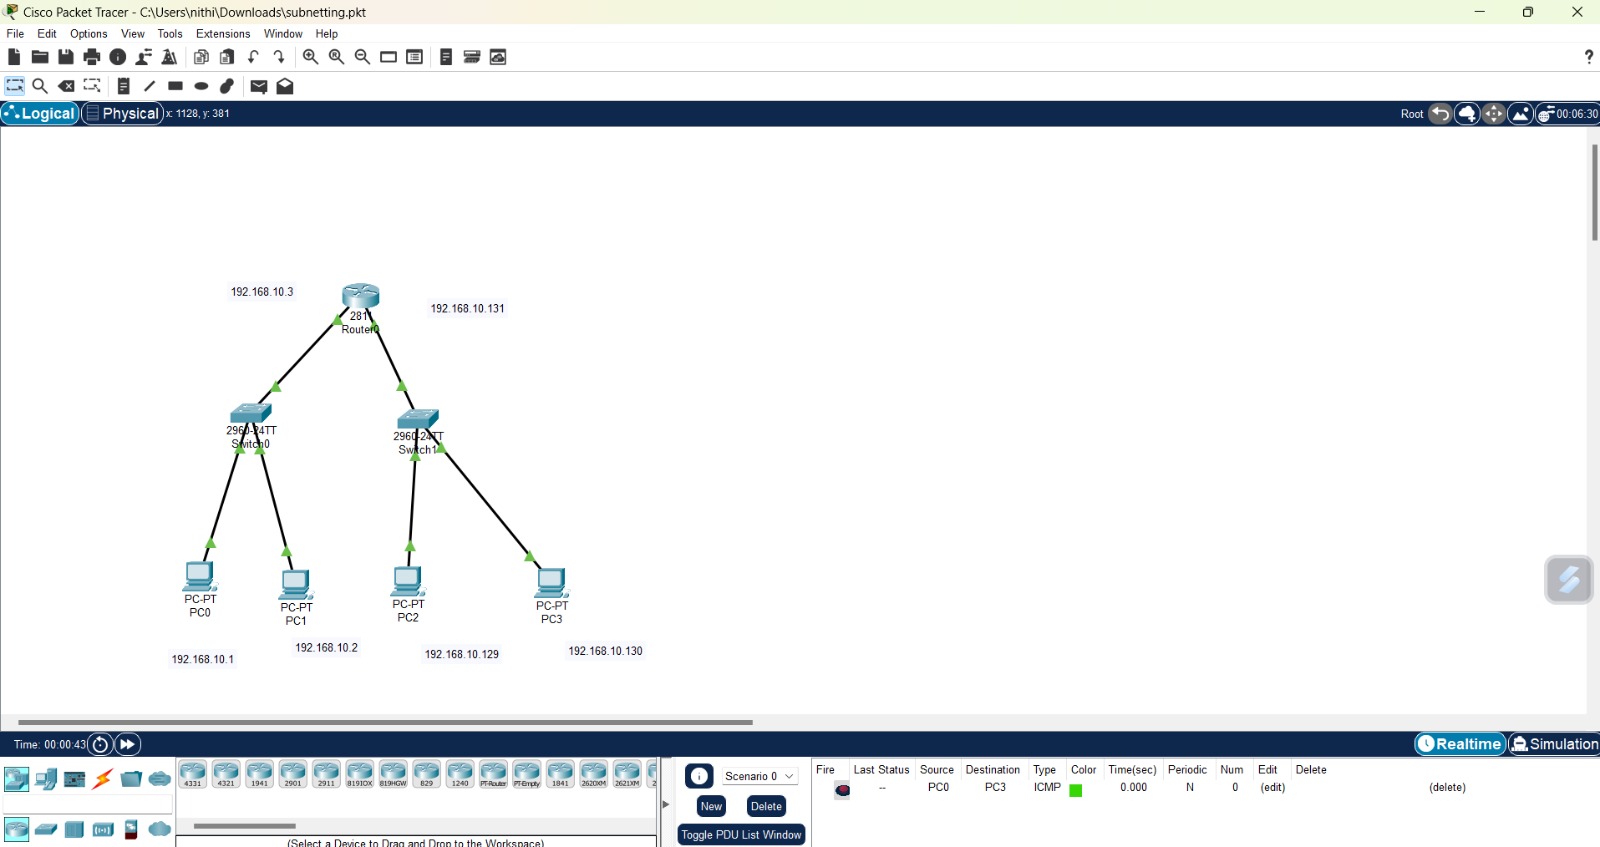 Cisco Packet Tracer - C:\Users\nithi\Downloads\subnetting.pkt
File Edit Options View Tools Extensions Window Help
?
Logical Physical x: 1128, y: 381 Root 00:06:30
192.168.10.3
192.168.10.131
2811
Router0
2960-24TT
Switch0
2960-24TT
Switch1
PC-PT
PC0
PC-PT
PC1
PC-PT
PC2
PC-PT
PC3
192.168.10.1
192.168.10.2
192.168.10.129
192.168.10.130
Time: 00:00:43 Realtime Simulation
4331 4321 1941 2901 2911 819IOX 819HGW 829 1240 PT-Router PT-Empty 1841 2620XM 2621XM 2
(Select a Device to Drag and Drop to the Workspace)
Scenario 0
New Delete
Toggle PDU List Window
Fire Last Status Source Destination Type Color Time(sec) Periodic Num Edit Delete
-- PC0 PC3 ICMP 0.000 N 0 (edit) (delete)